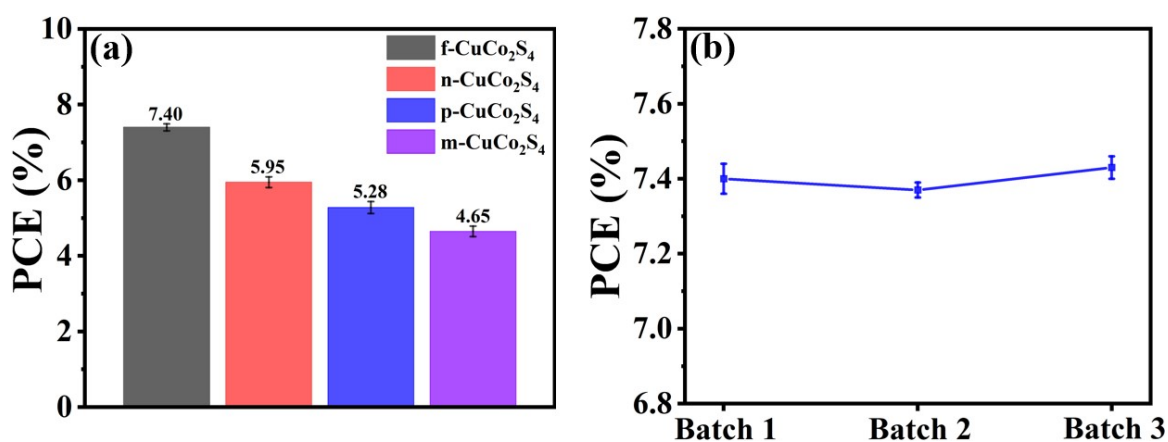 (a)
PCE (%)
10
8
6
4
2
0
f-CuCo₂S₄
n-CuCo₂S₄
p-CuCo₂S₄
m-CuCo₂S₄
7.40
5.95
5.28
4.65
(b)
PCE (%)
7.8
7.6
7.4
7.2
7.0
6.8
Batch 1 Batch 2 Batch 3